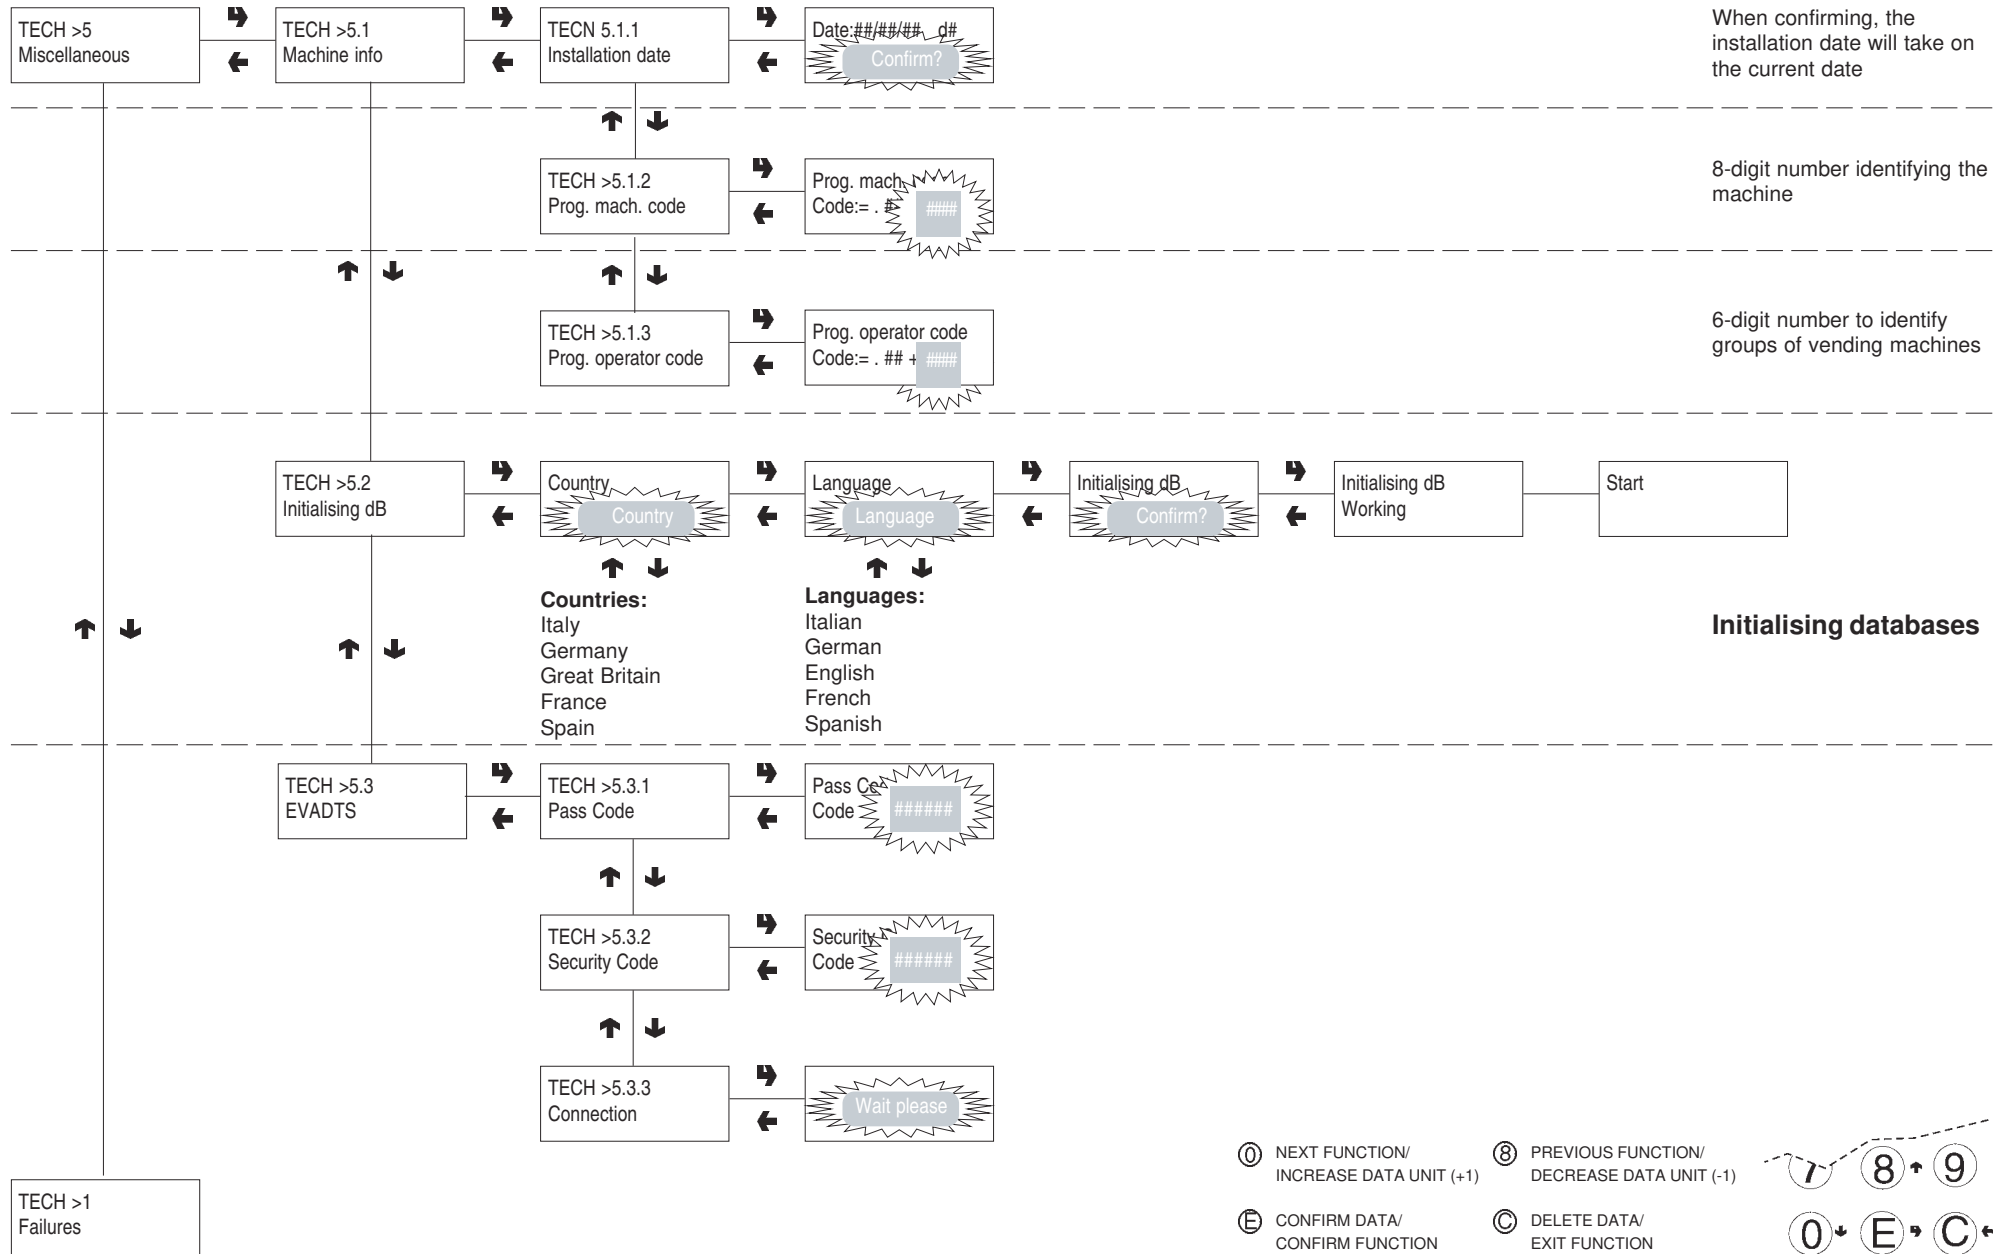 TECH >5
Miscellaneous
TECH >5.1
Machine info
TECN 5.1.1
Installation date
Date:##/##/## d#
Confirm?
When confirming, the
installation date will take on
the current date
TECH >5.1.2
Prog. mach. code
Prog. mach.
Code:= . #
####
8-digit number identifying the
machine
TECH >5.1.3
Prog. operator code
Prog. operator code
Code:= . ## +
####
6-digit number to identify
groups of vending machines
TECH >5.2
Initialising dB
Country
Country
Language
Language
Initialising dB
Confirm?
Initialising dB
Working
Start
Countries:
Italy
Germany
Great Britain
France
Spain
Languages:
Italian
German
English
French
Spanish
Initialising databases
TECH >5.3
EVADTS
TECH >5.3.1
Pass Code
Pass
Code
######
TECH >5.3.2
Security Code
Security
Code
######
TECH >5.3.3
Connection
Wait please
TECH >1
Failures
0 NEXT FUNCTION/
INCREASE DATA UNIT (+1)
8 PREVIOUS FUNCTION/
DECREASE DATA UNIT (-1)
E CONFIRM DATA/
CONFIRM FUNCTION
C DELETE DATA/
EXIT FUNCTION
7 8 9
0 E C